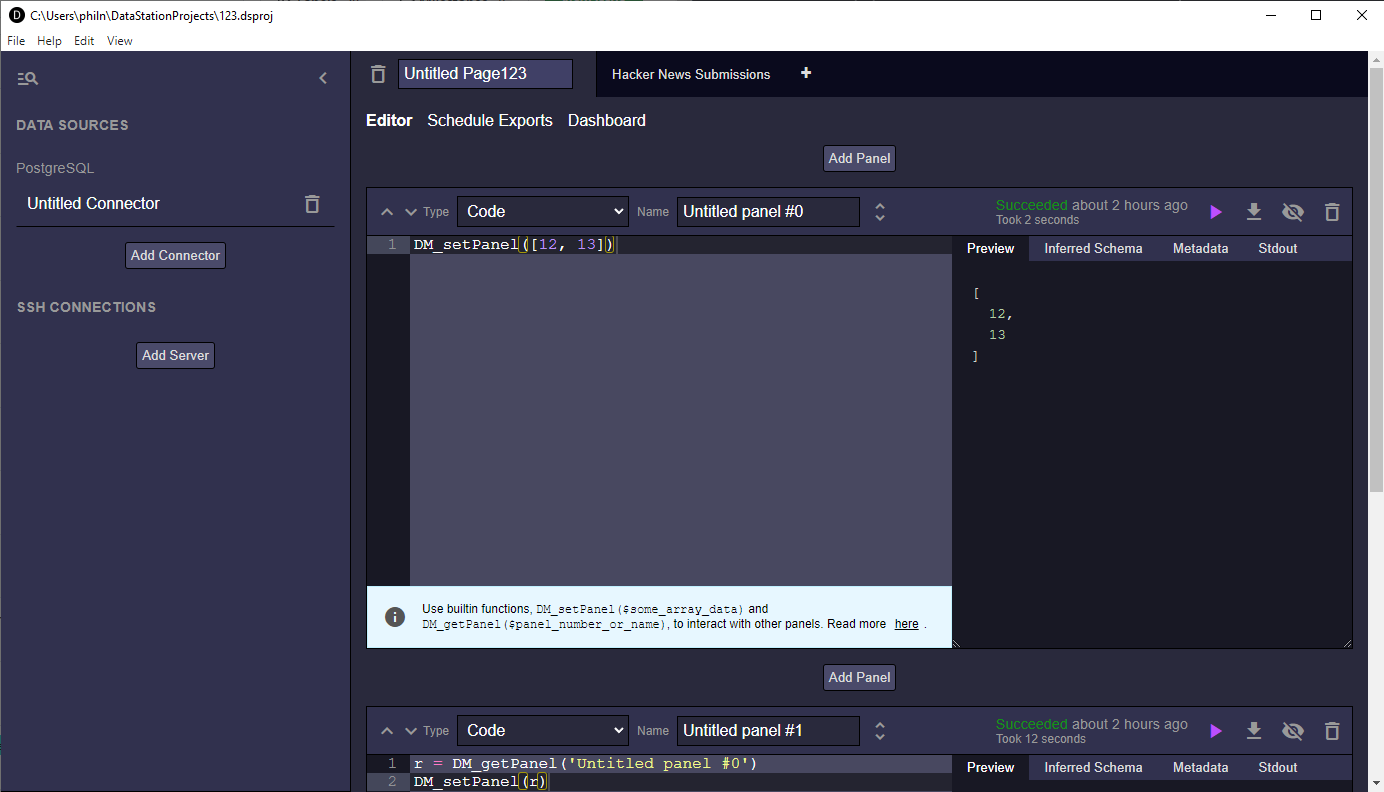 C:\Users\philn\DataStationProjects\123.dsproj
File Help Edit View
DATA SOURCES
PostgreSQL
Untitled Connector
Add Connector
SSH CONNECTIONS
Add Server
Untitled Page123
Hacker News Submissions +
Editor Schedule Exports Dashboard
Add Panel
Type Code Name Untitled panel #0
Succeeded about 2 hours ago
Took 2 seconds
1 DM_setPanel([12, 13])
Preview Inferred Schema Metadata Stdout
[
12,
13
]
Use builtin functions, DM_setPanel($some_array_data) and
DM_getPanel($panel_number_or_name), to interact with other panels. Read more here .
Add Panel
Type Code Name Untitled panel #1
Succeeded about 2 hours ago
Took 12 seconds
1 r = DM_getPanel('Untitled panel #0')
2 DM_setPanel(r)
Preview Inferred Schema Metadata Stdout